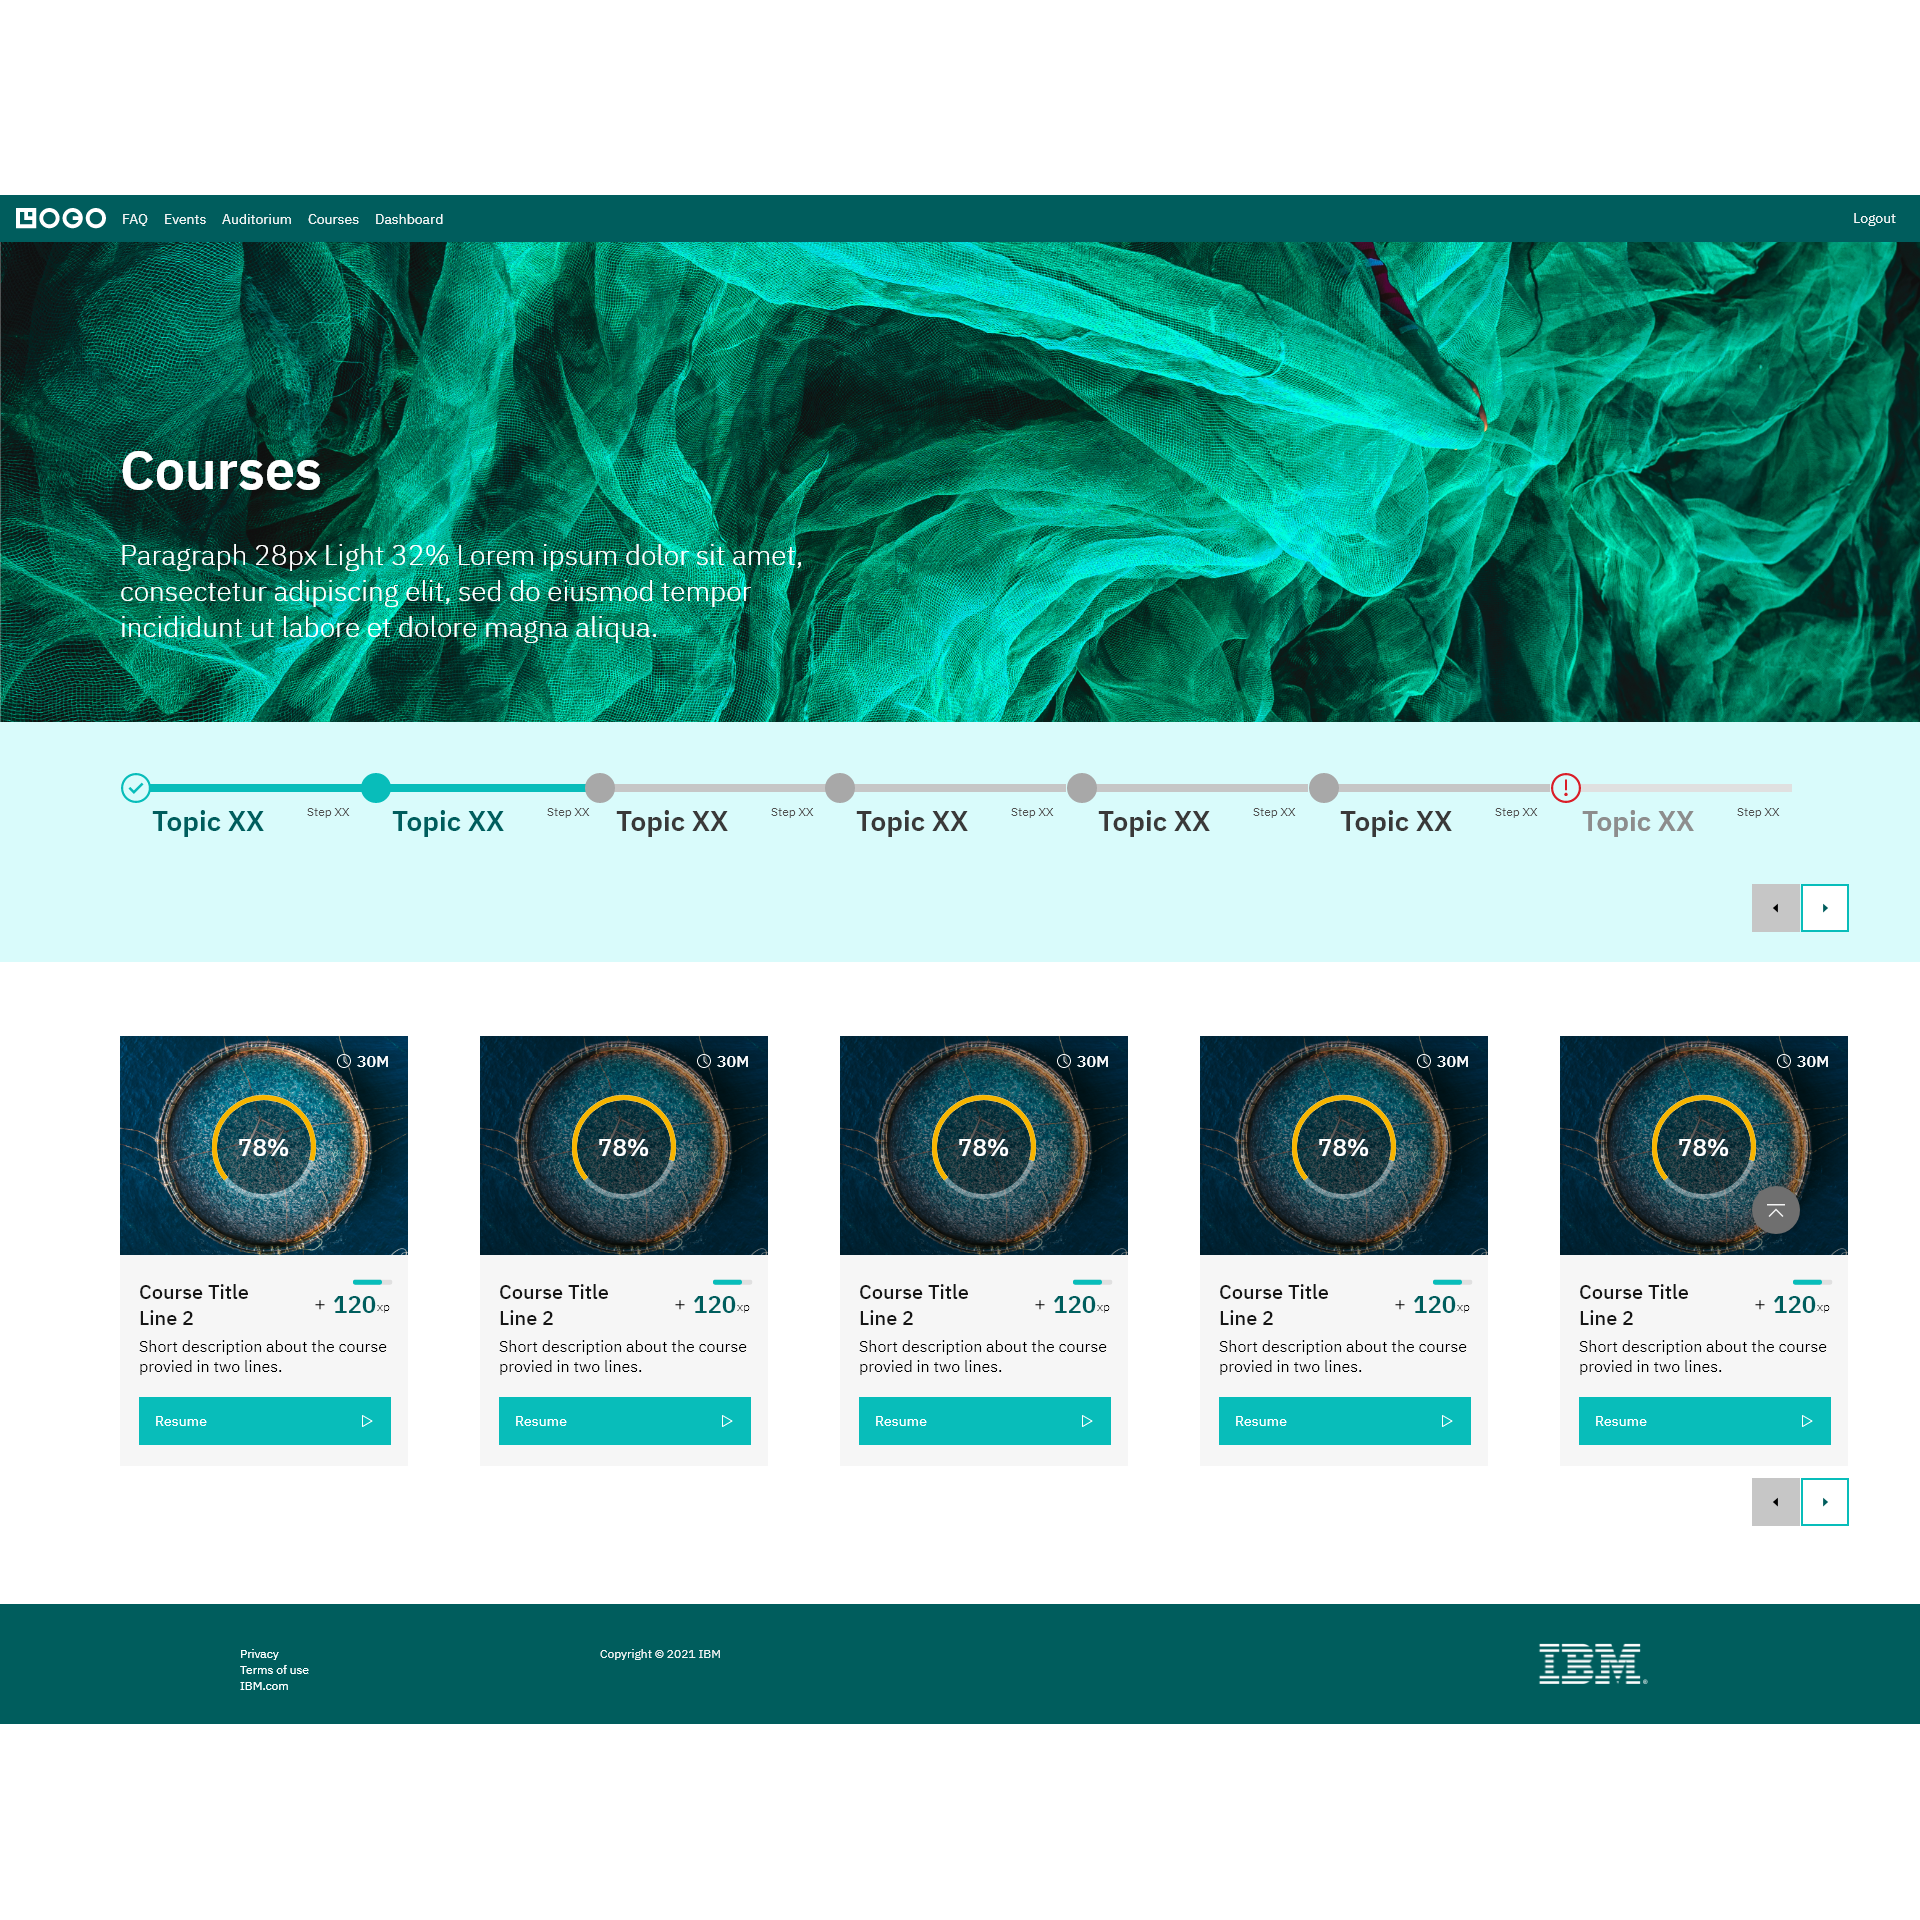 LOGO FAQ Events Auditorium Courses Dashboard Logout
Courses
Paragraph 28px Light 32% Lorem ipsum dolor sit amet,
consectetur adipiscing elit, sed do eiusmod tempor
incididunt ut labore et dolore magna aliqua.
Topic XX Step XX Topic XX Step XX Topic XX Step XX Topic XX Step XX Topic XX Step XX Topic XX Step XX Topic XX Step XX
30M
78%
Course Title
Line 2
+ 120xp
Short description about the course
provied in two lines.
Resume
30M
78%
Course Title
Line 2
+ 120xp
Short description about the course
provied in two lines.
Resume
30M
78%
Course Title
Line 2
+ 120xp
Short description about the course
provied in two lines.
Resume
30M
78%
Course Title
Line 2
+ 120xp
Short description about the course
provied in two lines.
Resume
30M
78%
Course Title
Line 2
+ 120xp
Short description about the course
provied in two lines.
Resume
Privacy
Terms of use
IBM.com
Copyright © 2021 IBM
IBM®